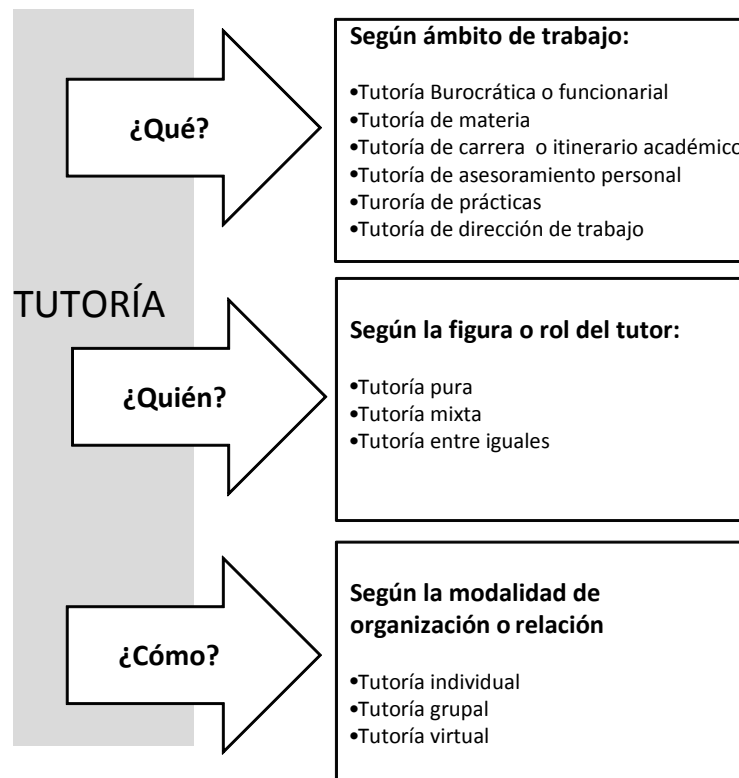 TUTORÍA
¿Qué?
Según ámbito de trabajo:
•Tutoría Burocrática o funcionarial
•Tutoría de materia
•Tutoría de carrera o itinerario académico
•Tutoría de asesoramiento personal
•Turoría de prácticas
•Tutoría de dirección de trabajo
¿Quién?
Según la figura o rol del tutor:
•Tutoría pura
•Tutoría mixta
•Tutoría entre iguales
¿Cómo?
Según la modalidad de
organización o relación
•Tutoría individual
•Tutoría grupal
•Tutoría virtual